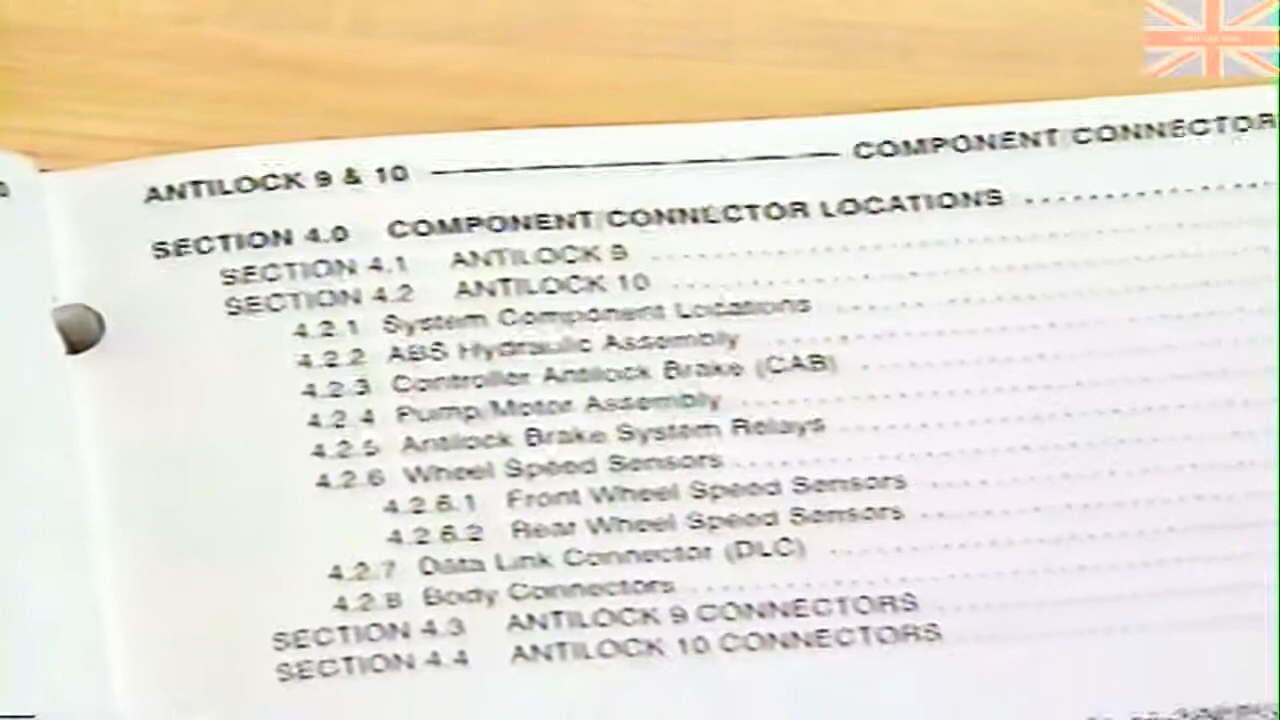 ANTILOCK 9 & 10 COMPONENT/CONNECTOR
SECTION 4.0 COMPONENT/CONNECTOR LOCATIONS
SECTION 4.1 ANTILOCK 9
SECTION 4.2 ANTILOCK 10
4.2.1 System Component Locations
4.2.2 ABS Hydraulic Assembly
4.2.3 Controller Antilock Brake (CAB)
4.2.4 Pump/Motor Assembly
4.2.5 Antilock Brake System Relays
4.2.6 Wheel Speed Sensors
4.2.6.1 Front Wheel Speed Sensors
4.2.6.2 Rear Wheel Speed Sensors
4.2.7 Data Link Connector (DLC)
4.2.8 Body Connectors
SECTION 4.3 ANTILOCK 9 CONNECTORS
SECTION 4.4 ANTILOCK 10 CONNECTORS